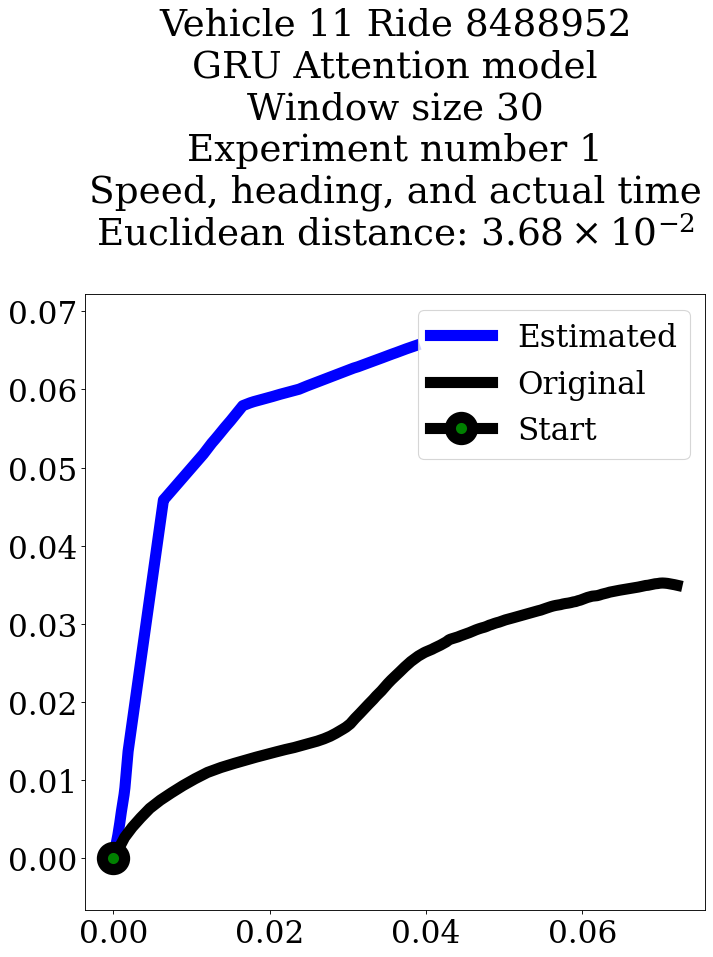 Vehicle 11 Ride 8488952
GRU Attention model
Window size 30
Experiment number 1
Speed, heading, and actual time
Euclidean distance: 3.68 × 10⁻²
0.07
0.06
0.05
0.04
0.03
0.02
0.01
0.00
Estimated
Original
Start
0.00 0.02 0.04 0.06